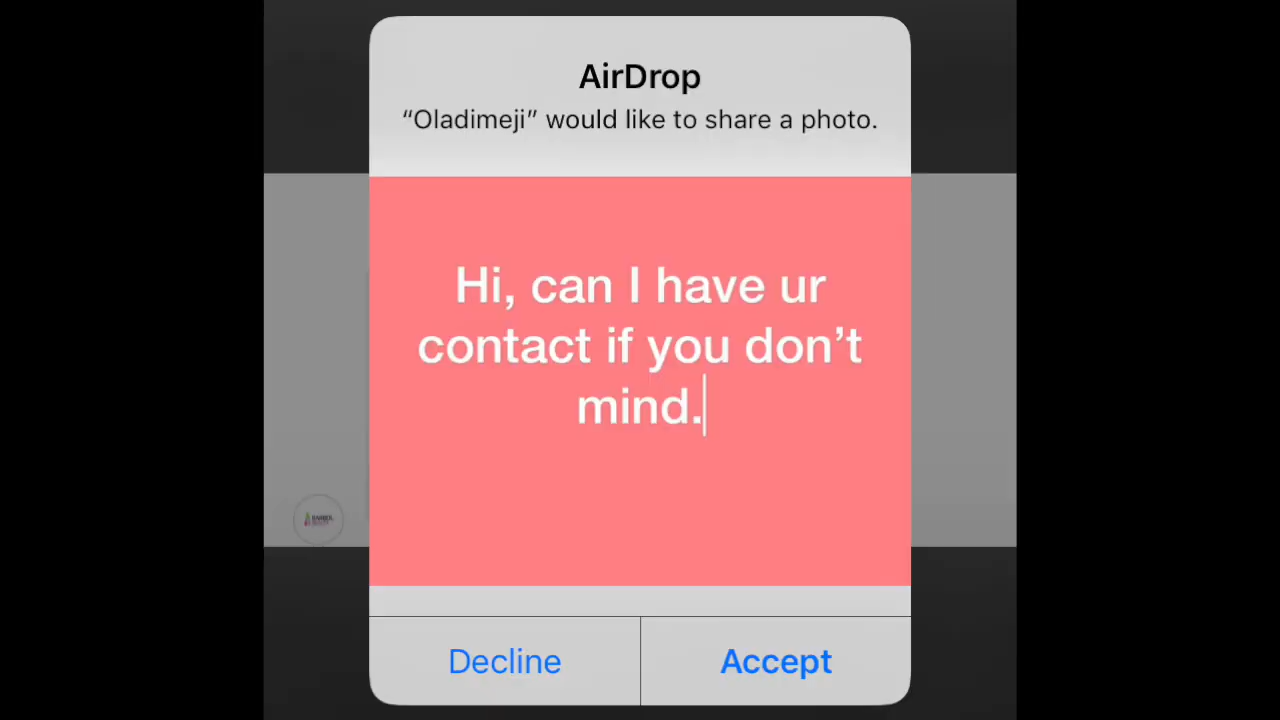 AirDrop
“Oladimeji” would like to share a photo.
Hi, can I have ur
contact if you don’t
mind.
Decline
Accept